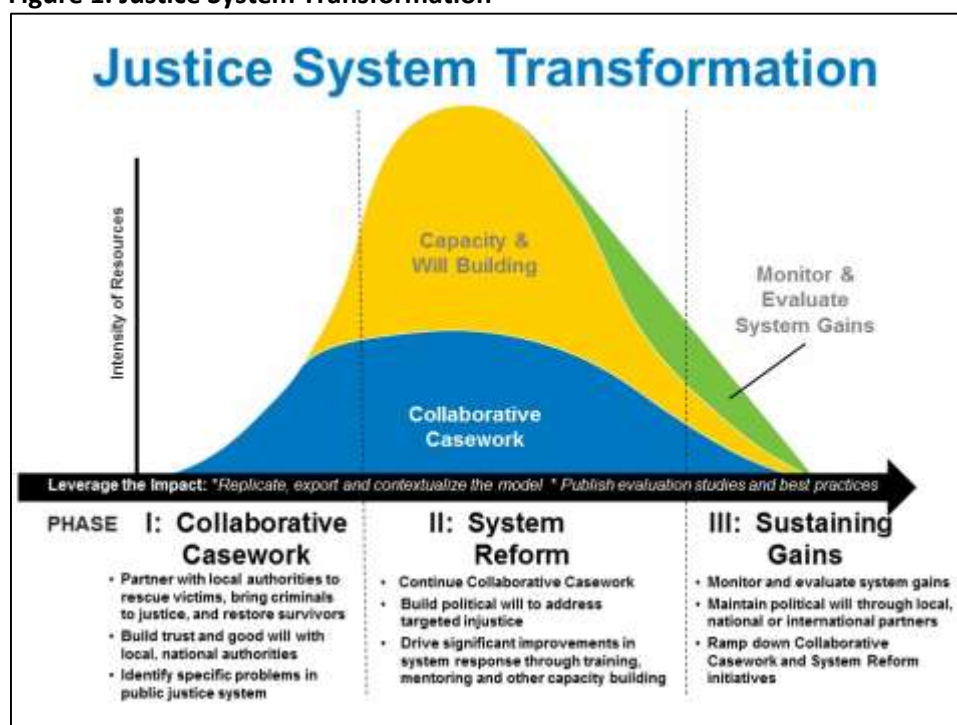 Figure 1: Justice System Transformation
Justice System Transformation
Intensity of Resources
Capacity &
Will Building
Monitor &
Evaluate
System Gains
Collaborative
Casework
Leverage the Impact: *Replicate, export and contextualize the model * Publish evaluation studies and best practices
PHASE I: Collaborative
Casework
• Partner with local authorities to
rescue victims, bring criminals
to justice, and restore survivors
• Build trust and good will with
local, national authorities
• Identify specific problems in
public justice system
II: System
Reform
• Continue Collaborative Casework
• Build political will to address
targeted injustice
• Drive significant improvements in
system response through training,
mentoring and other capacity building
III: Sustaining
Gains
• Monitor and evaluate system gains
• Maintain political will through local,
national or international partners
• Ramp down Collaborative
Casework and System Reform
initiatives